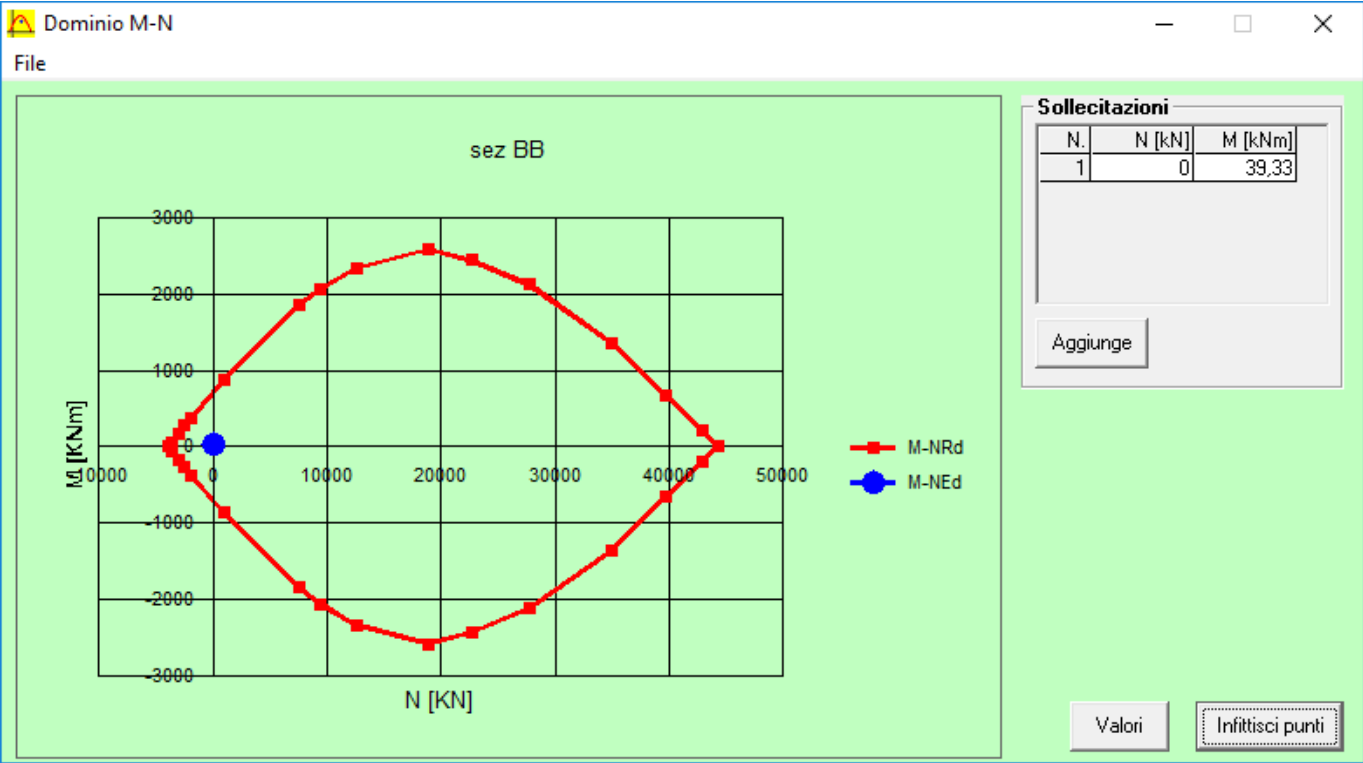 Dominio M-N
File
sez BB
3000
2000
1000
0
-1000
-2000
-3000
M [KNm]
-10000 0 10000 20000 30000 40000 50000
N [KN]
M-NRd
M-NEd
Sollecitazioni
N. N [kN] M [kNm]
1 0 39,33
Aggiunge
Valori
Infittisci punti